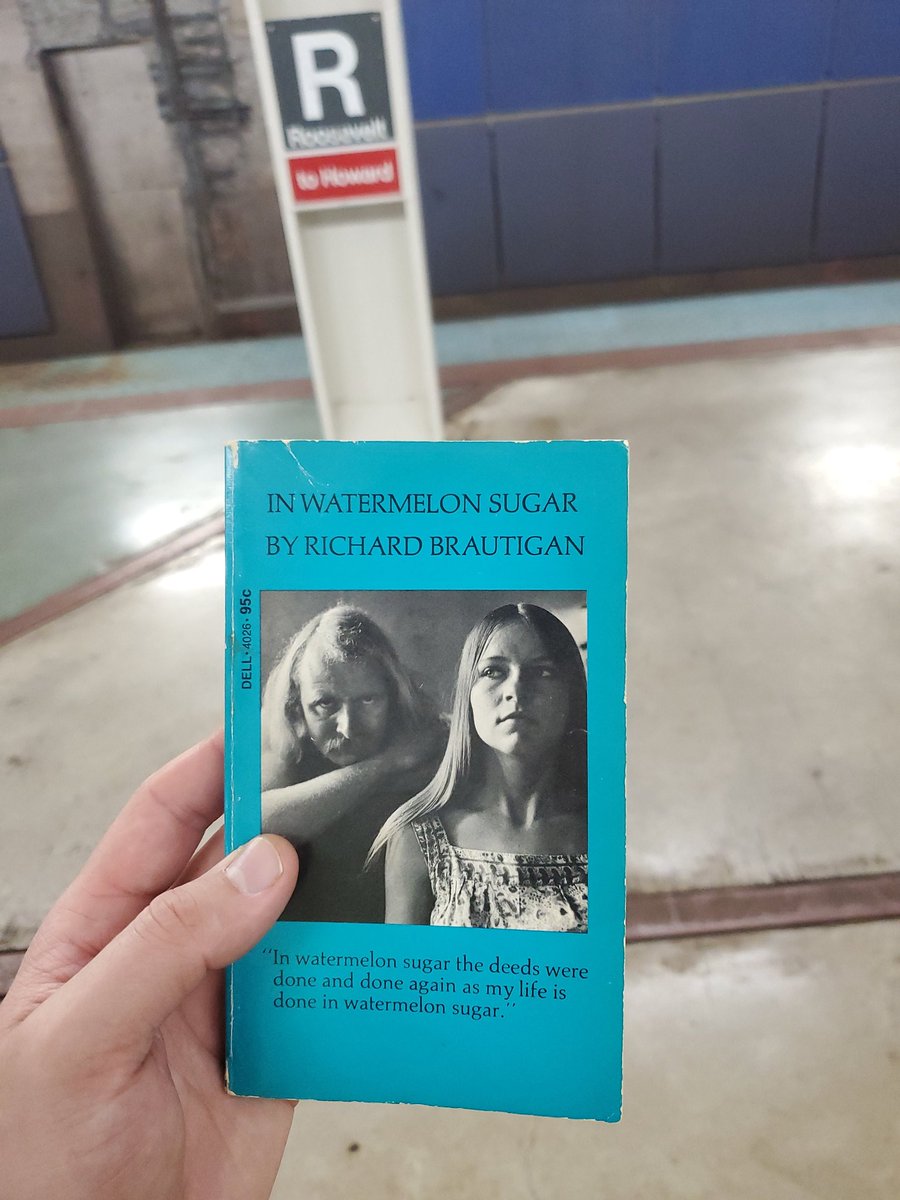 R
Roosevelt
to Howard
IN WATERMELON SUGAR
BY RICHARD BRAUTIGAN
DELL • 4026 • 95c
“In watermelon sugar the deeds were
done and done again as my life is
done in watermelon sugar.”